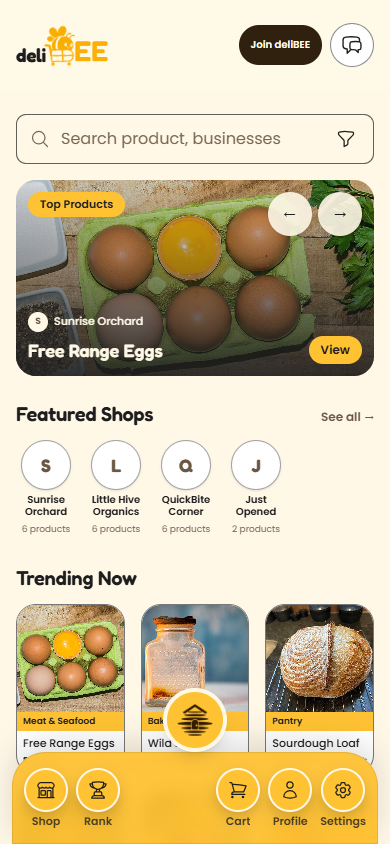 deliBEE
Join deliBEE
Search product, businesses
Top Products
← →
S Sunrise Orchard
Free Range Eggs
View
Featured Shops
See all →
S L Q J
Sunrise Orchard
6 products
Little Hive Organics
6 products
QuickBite Corner
6 products
Just Opened
2 products
Trending Now
Meat & Seafood
Free Range Eggs
Pantry
Sourdough Loaf
Shop
Rank
Cart
Profile
Settings